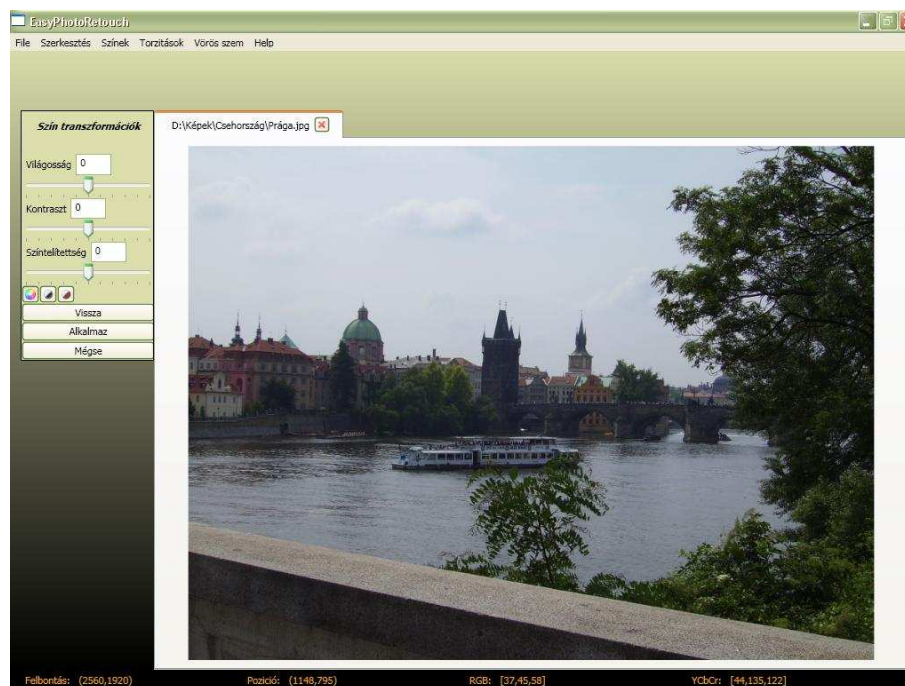 EasyPhotoRetouch
File Szerkesztés Színek Torzítások Vörös szem Help
Szín transzformációk
D:\Képek\Csehország\Prága.jpg
Világosság 0
Kontraszt 0
Színtelítettség 0
Vissza
Alkalmaz
Mégse
Felbontás: (2560,1920) Pozició: (1148,795) RGB: [37,45,58] YCbCr: [44,135,122]